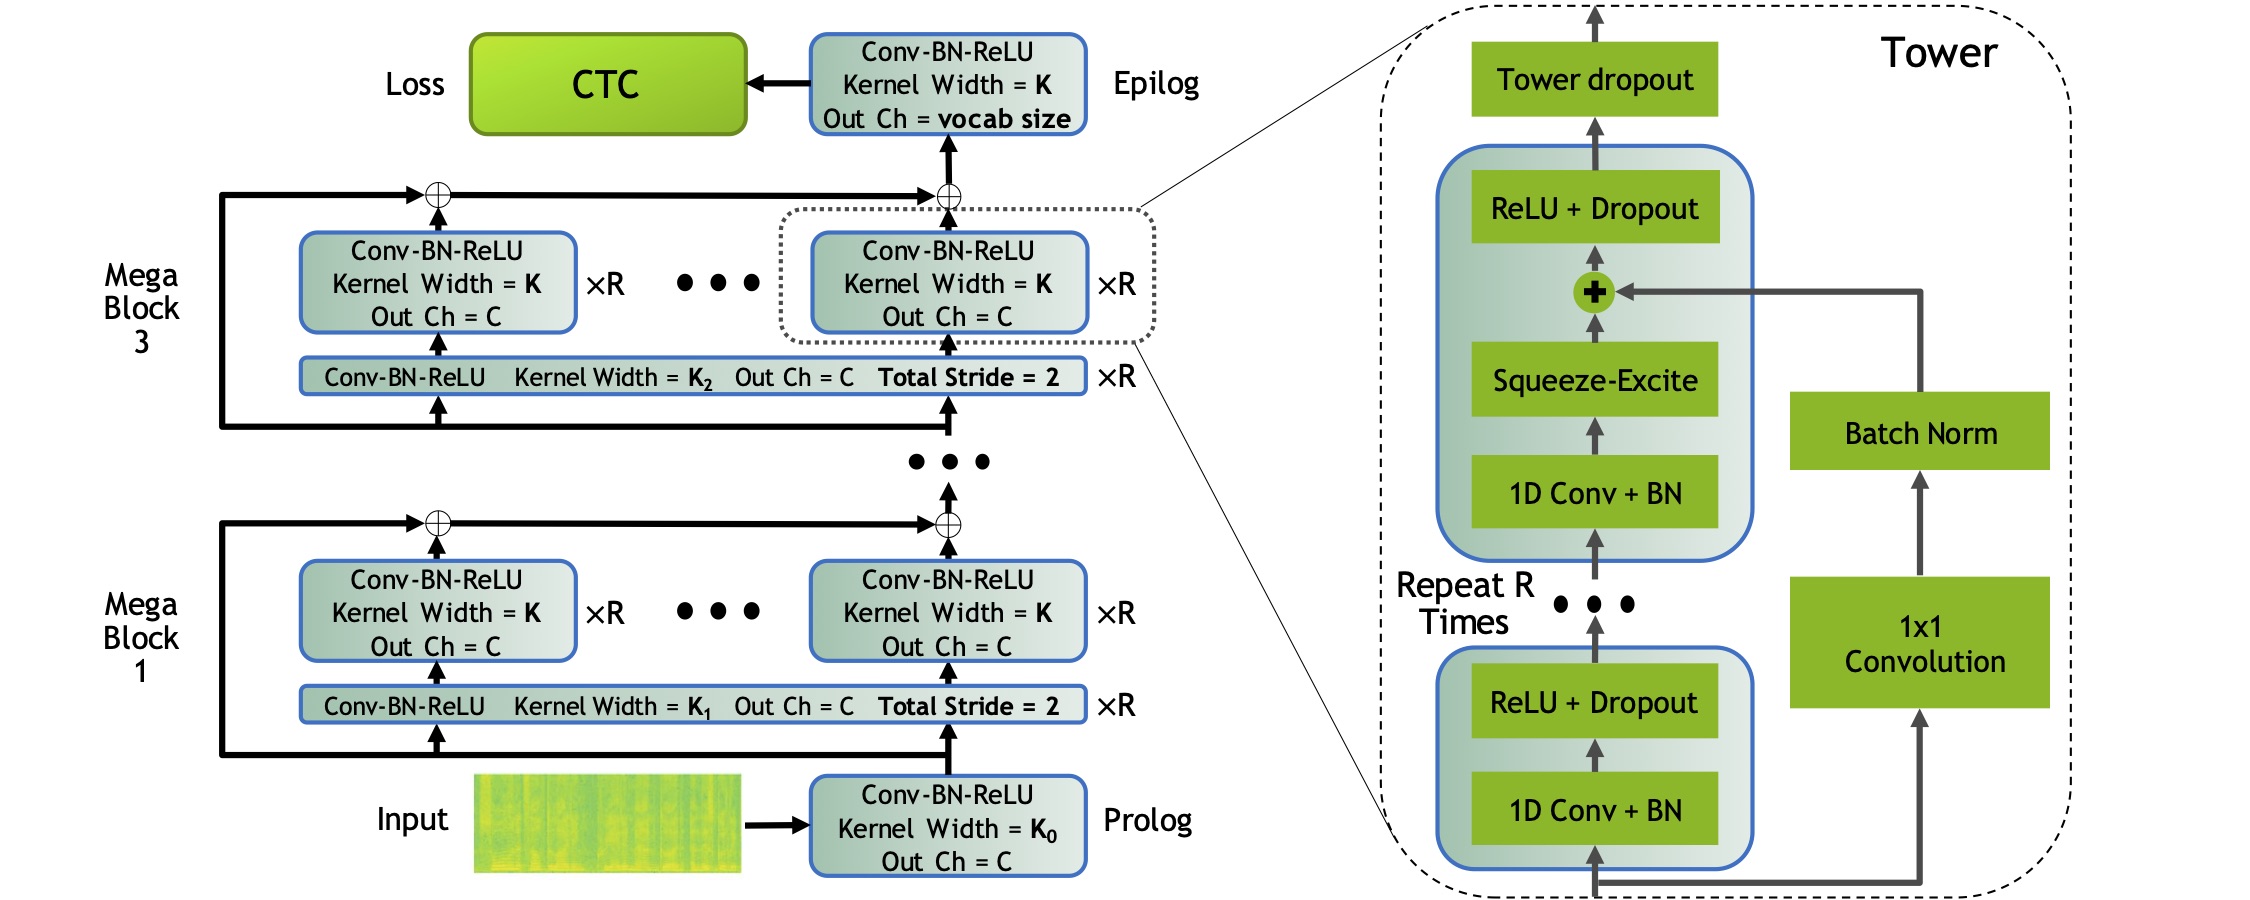 Loss
CTC
Conv-BN-ReLU
Kernel Width = K
Out Ch = vocab size
Epilog
Mega
Block
3
Conv-BN-ReLU
Kernel Width = K
Out Ch = C
×R
Conv-BN-ReLU
Kernel Width = K
Out Ch = C
×R
Conv-BN-ReLU Kernel Width = K₂ Out Ch = C Total Stride = 2
×R
Mega
Block
1
Conv-BN-ReLU
Kernel Width = K
Out Ch = C
×R
Conv-BN-ReLU
Kernel Width = K
Out Ch = C
×R
Conv-BN-ReLU Kernel Width = K₁ Out Ch = C Total Stride = 2
×R
Input
Conv-BN-ReLU
Kernel Width = K₀
Out Ch = C
Prolog
Tower
Tower dropout
ReLU + Dropout
Squeeze-Excite
1D Conv + BN
Batch Norm
Repeat R
Times
1x1
Convolution
ReLU + Dropout
1D Conv + BN